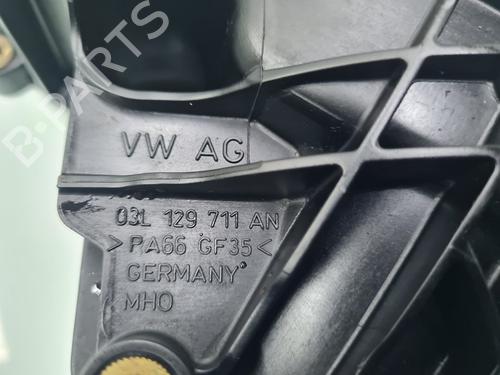 B-PARTS
VW AG
03L 129 711 AN
>PA66 GF35<
GERMANY
MHO